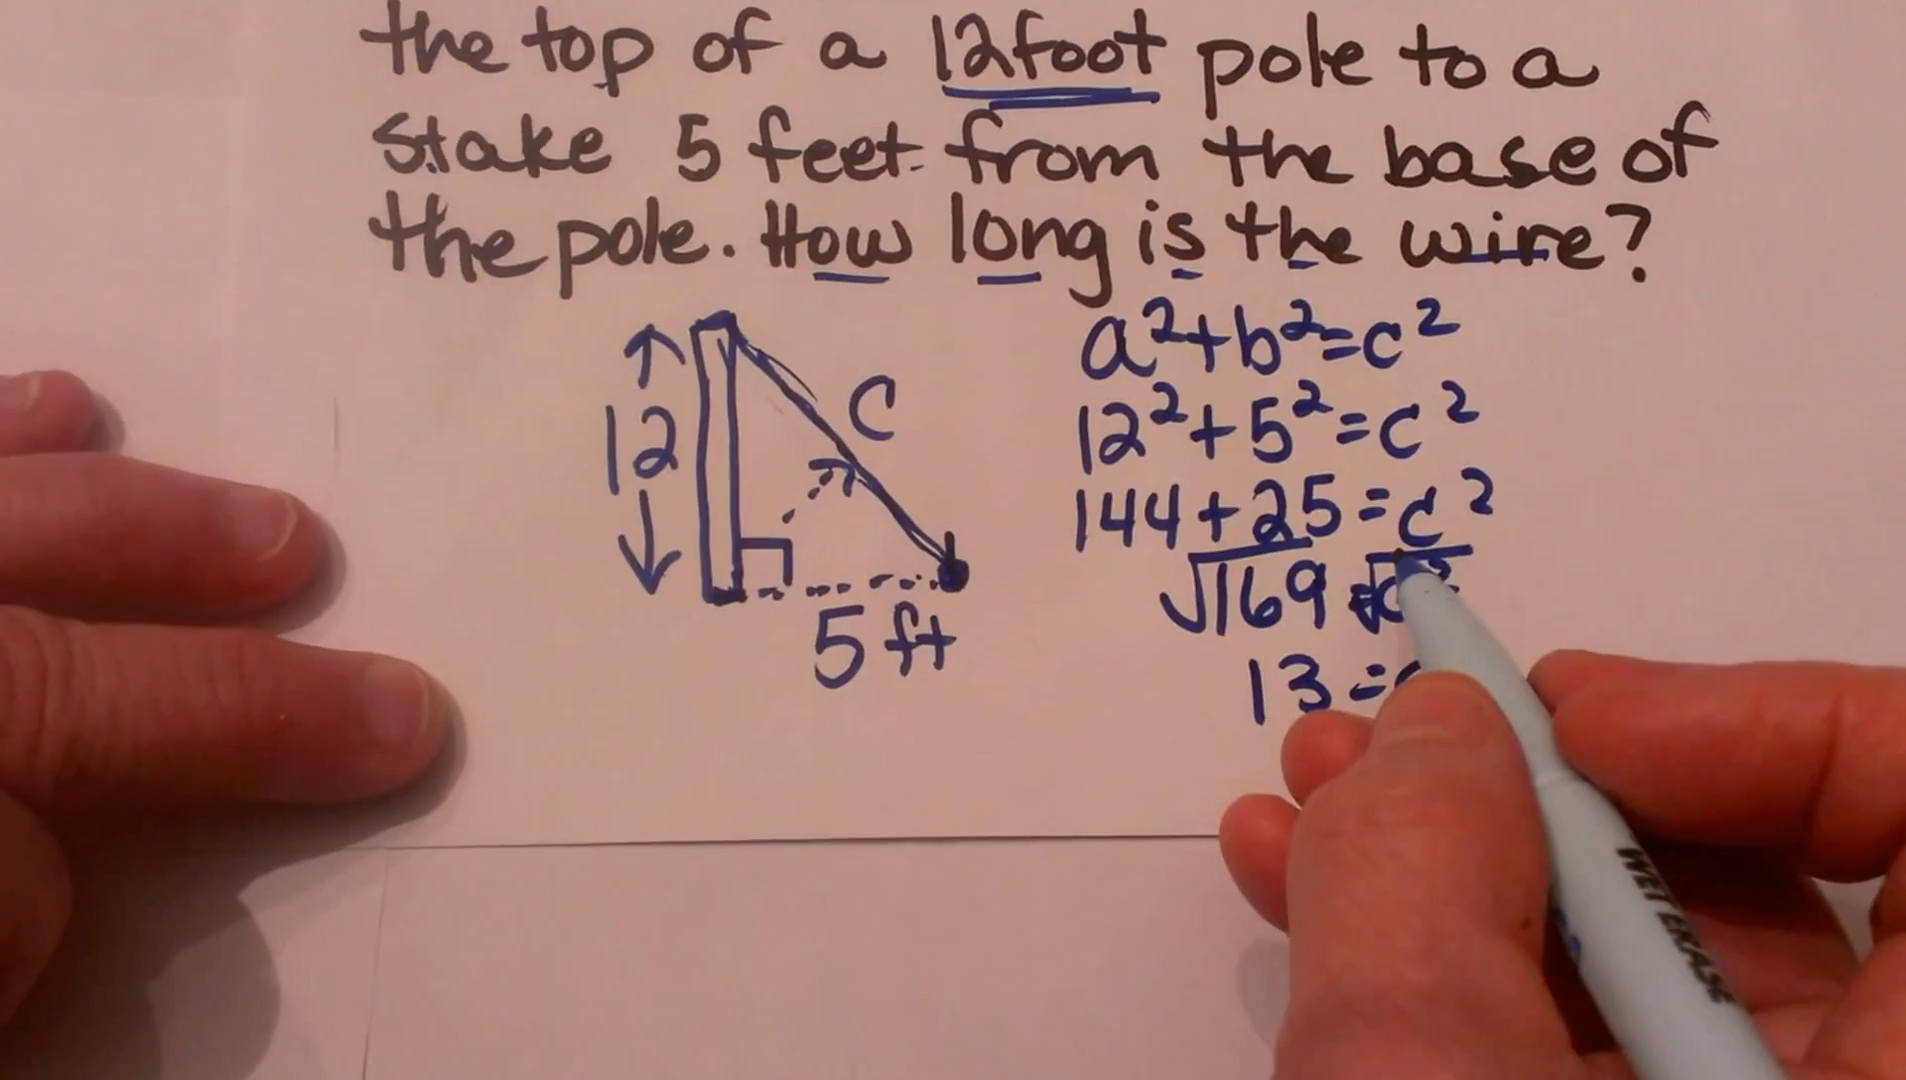 the top of a 12foot pole to a
stake 5 feet from the base of
the pole. How long is the wire?
a²+b²=c²
12²+5²=c²
144+25=c²
√169 =√c²
13=c
12
C
5 ft
WET ERASE